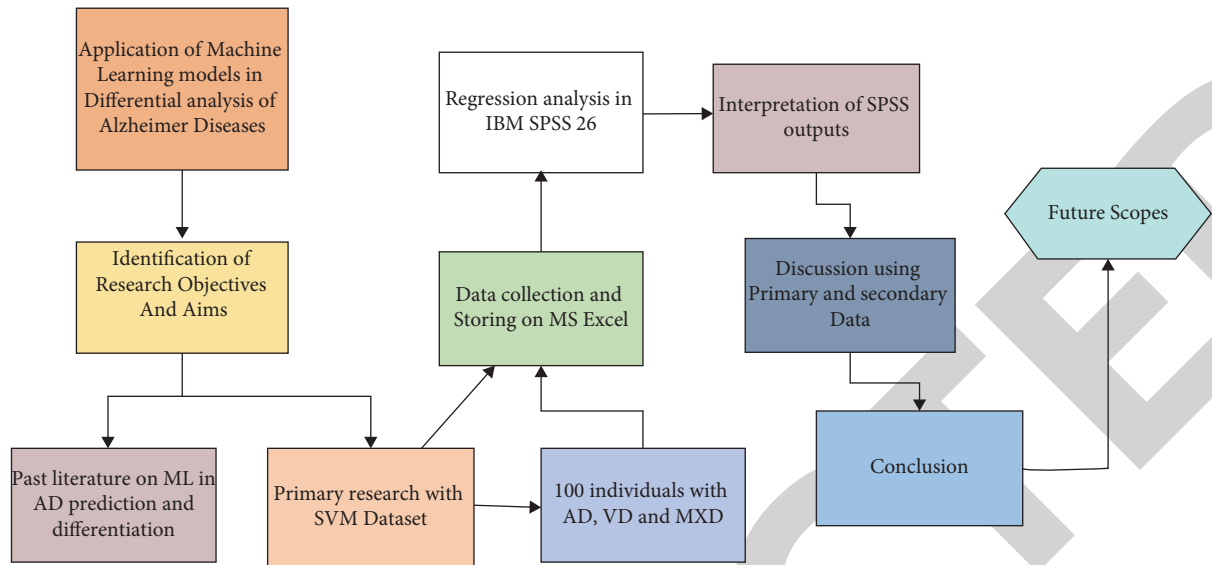 Application of Machine
Learning models in
Differential analysis of
Alzheimer Diseases
Identification of
Research Objectives
And Aims
Past literature on ML in
AD prediction and
differentiation
Primary research with
SVM Dataset
100 individuals with
AD, VD and MXD
Data collection and
Storing on MS Excel
Regression analysis in
IBM SPSS 26
Interpretation of SPSS
outputs
Discussion using
Primary and secondary
Data
Conclusion
Future Scopes